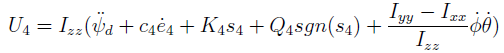 $U_4 = I_{zz}(\ddot{\psi}_d + c_4\dot{e}_4 + K_4 s_4 + Q_4 sgn(s_4) + \frac{I_{yy} - I_{xx}}{I_{zz}}\dot{\phi}\dot{\theta})$